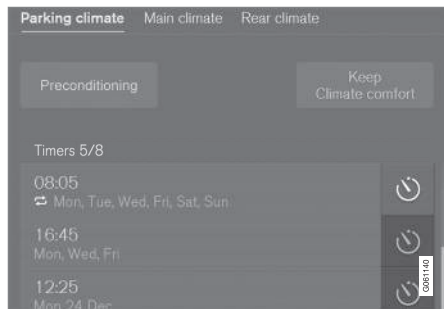 Parking climate Main climate Rear climate
Preconditioning
Keep
Climate comfort
Timers 5/8
08:05
Mon, Tue, Wed, Fri, Sat, Sun
16:45
Mon, Wed, Fri
12:25
Mon 24 Dec
G061140